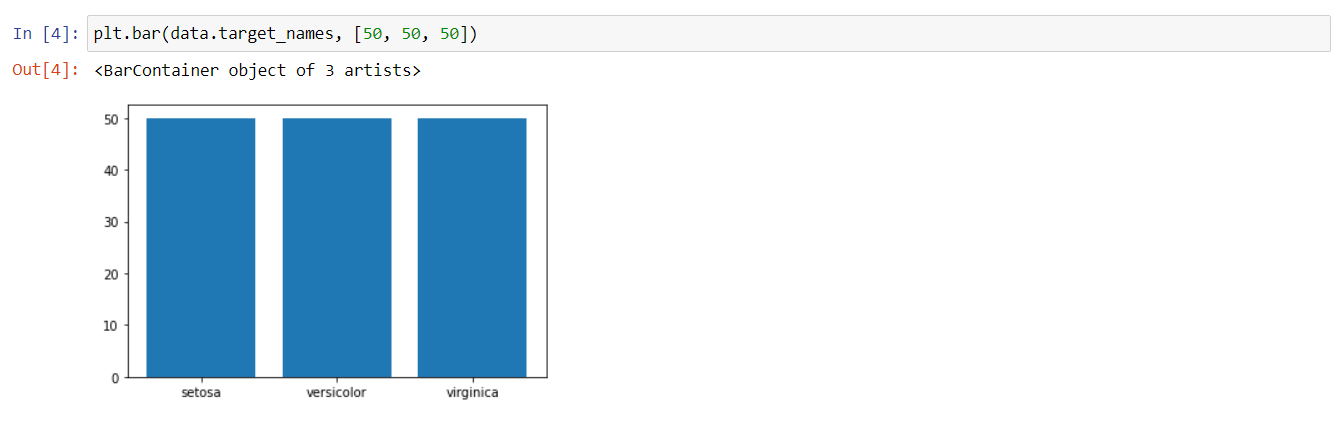 In [4]: plt.bar(data.target_names, [50, 50, 50])
Out[4]: <BarContainer object of 3 artists>
50
40
30
20
10
0
setosa versicolor virginica